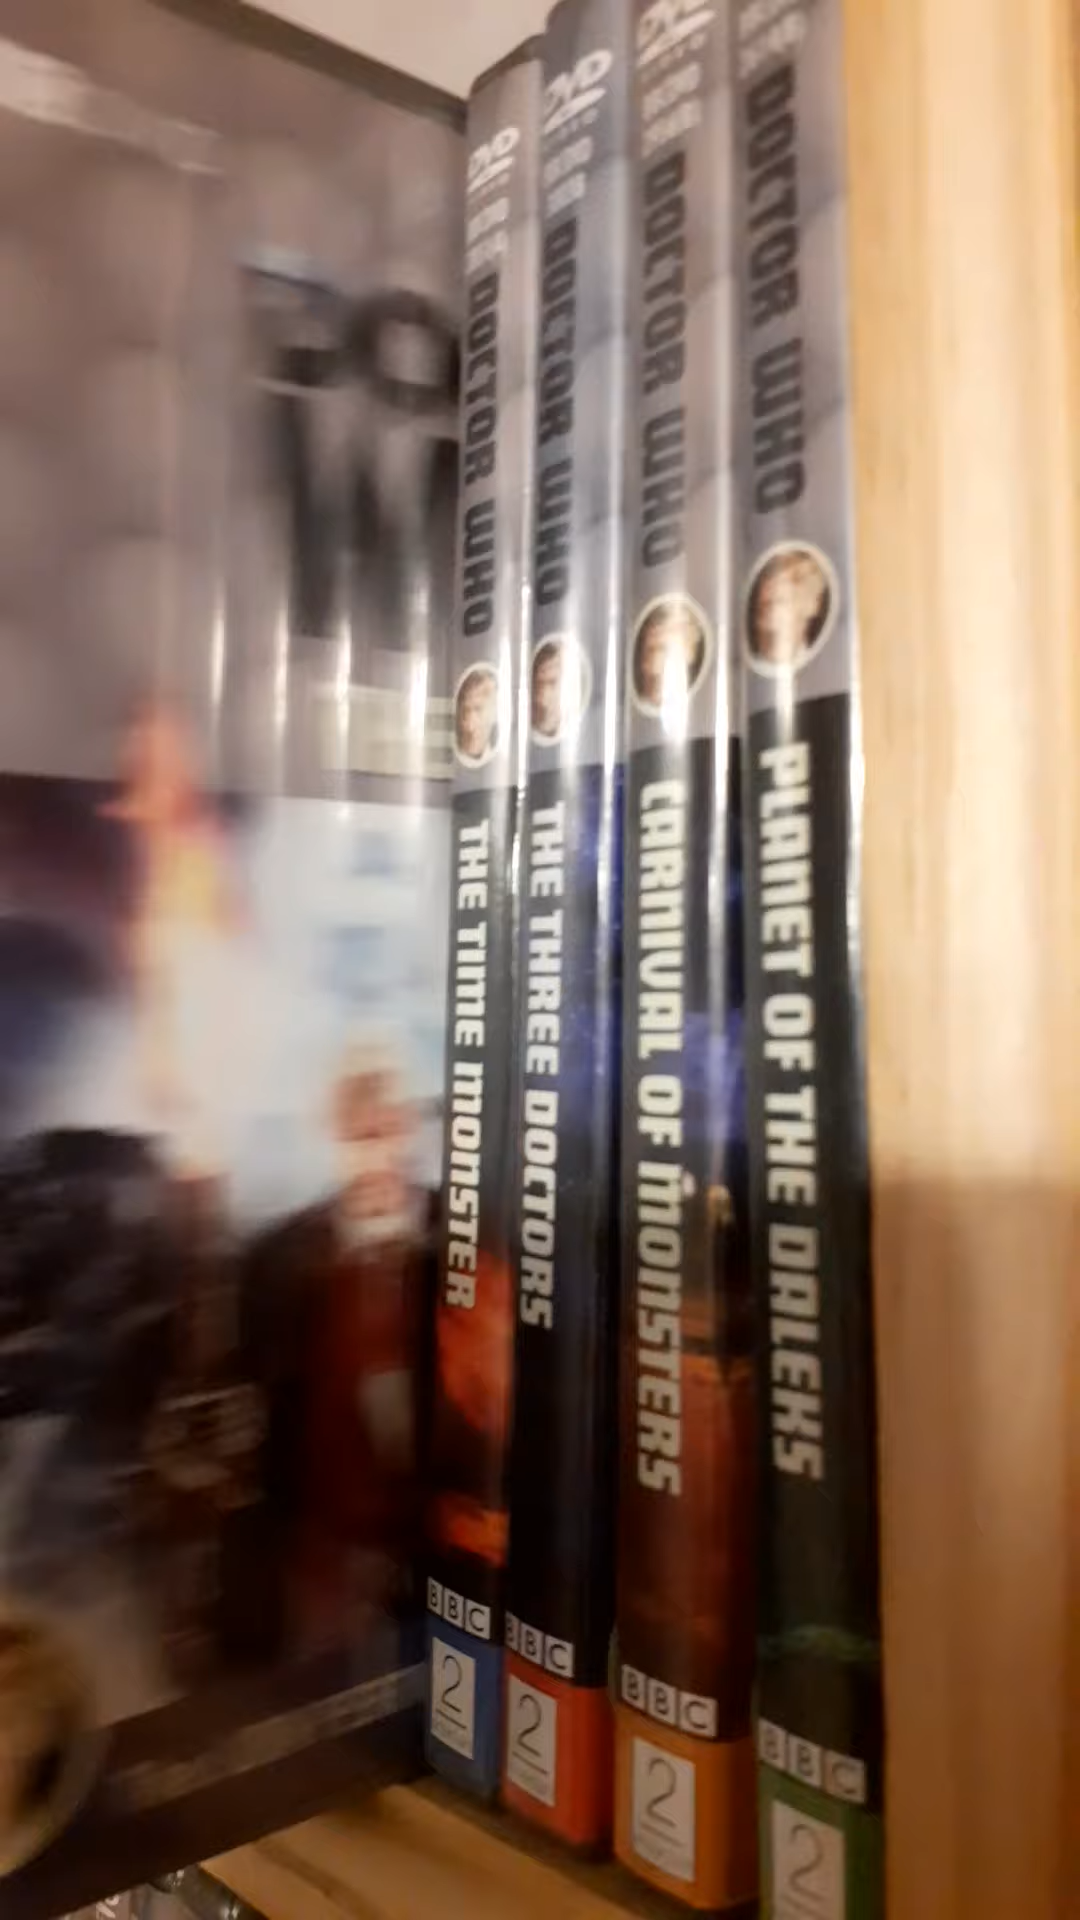 DVD
DOCTOR WHO
THE TIME MONSTER
BBC
2
DVD
DOCTOR WHO
THE THREE DOCTORS
BBC
2
DVD
DOCTOR WHO
CARNIVAL OF MONSTERS
BBC
2
DOCTOR WHO
PLANET OF THE DALEKS
BBC
2